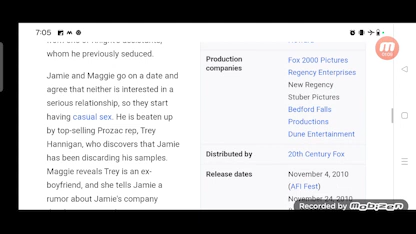 7:05
whom he previously seduced.
Jamie and Maggie go on a date and
agree that neither is interested in a
serious relationship, so they start
having casual sex. He is beaten up
by top-selling Prozac rep, Trey
Hannigan, who discovers that Jamie
has been discarding his samples.
Maggie reveals Trey is an ex-
boyfriend, and she tells Jamie a
rumor about Jamie's company
Production
companies
Fox 2000 Pictures
Regency Enterprises
New Regency
Stuber Pictures
Bedford Falls
Productions
Dune Entertainment
Distributed by
20th Century Fox
Release dates
November 4, 2010
(AFI Fest)
November 24, 2010
Recorded by
Mobizen